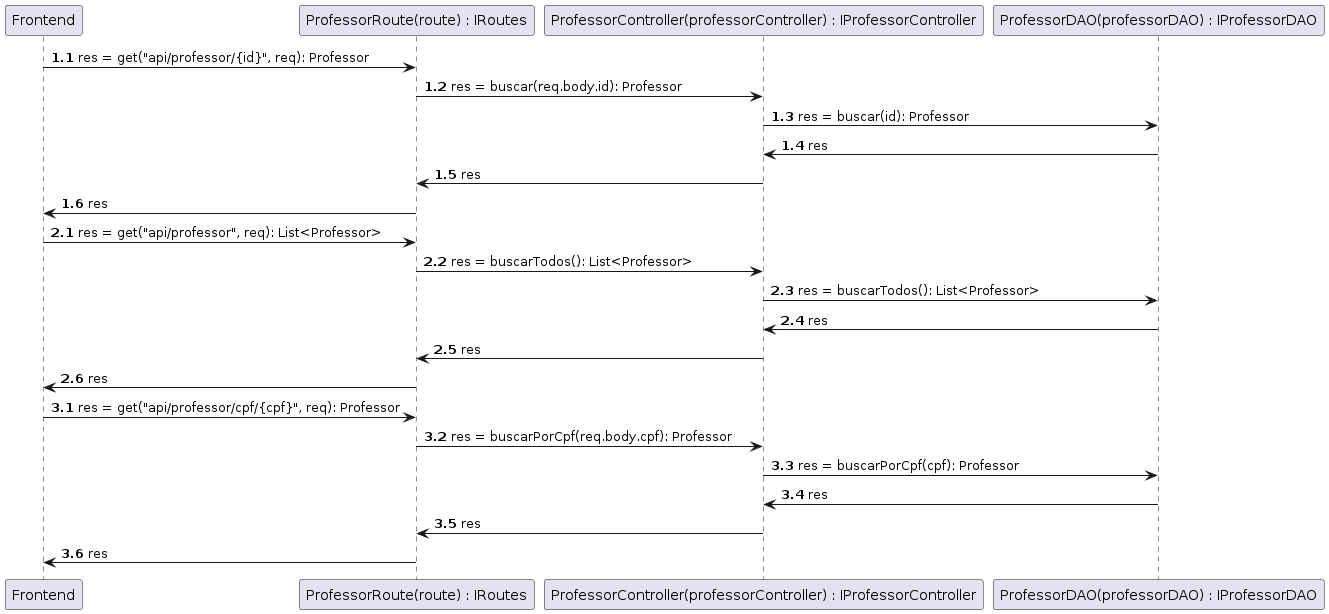 Frontend
ProfessorRoute(route) : IRoutes
ProfessorController(professorController) : IProfessorController
ProfessorDAO(professorDAO) : IProfessorDAO
1.1 res = get("api/professor/{id}", req): Professor
1.2 res = buscar(req.body.id): Professor
1.3 res = buscar(id): Professor
1.4 res
1.5 res
1.6 res
2.1 res = get("api/professor", req): List<Professor>
2.2 res = buscarTodos(): List<Professor>
2.3 res = buscarTodos(): List<Professor>
2.4 res
2.5 res
2.6 res
3.1 res = get("api/professor/cpf/{cpf}", req): Professor
3.2 res = buscarPorCpf(req.body.cpf): Professor
3.3 res = buscarPorCpf(cpf): Professor
3.4 res
3.5 res
3.6 res
Frontend
ProfessorRoute(route) : IRoutes
ProfessorController(professorController) : IProfessorController
ProfessorDAO(professorDAO) : IProfessorDAO